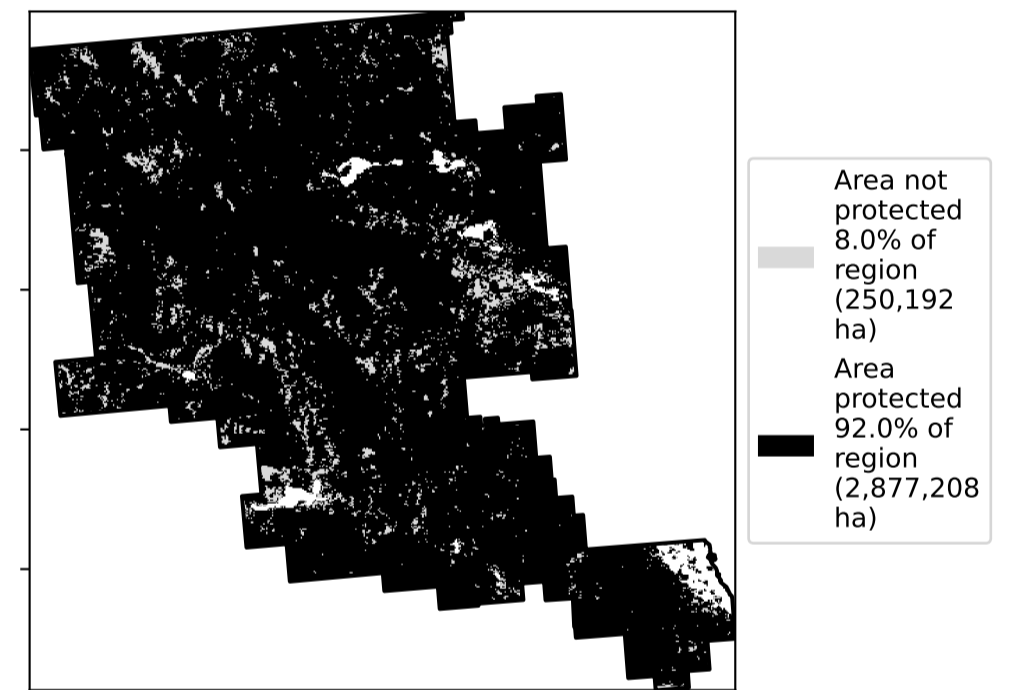 Area not
protected
8.0% of
region
(250,192
ha)
Area
protected
92.0% of
region
(2,877,208
ha)